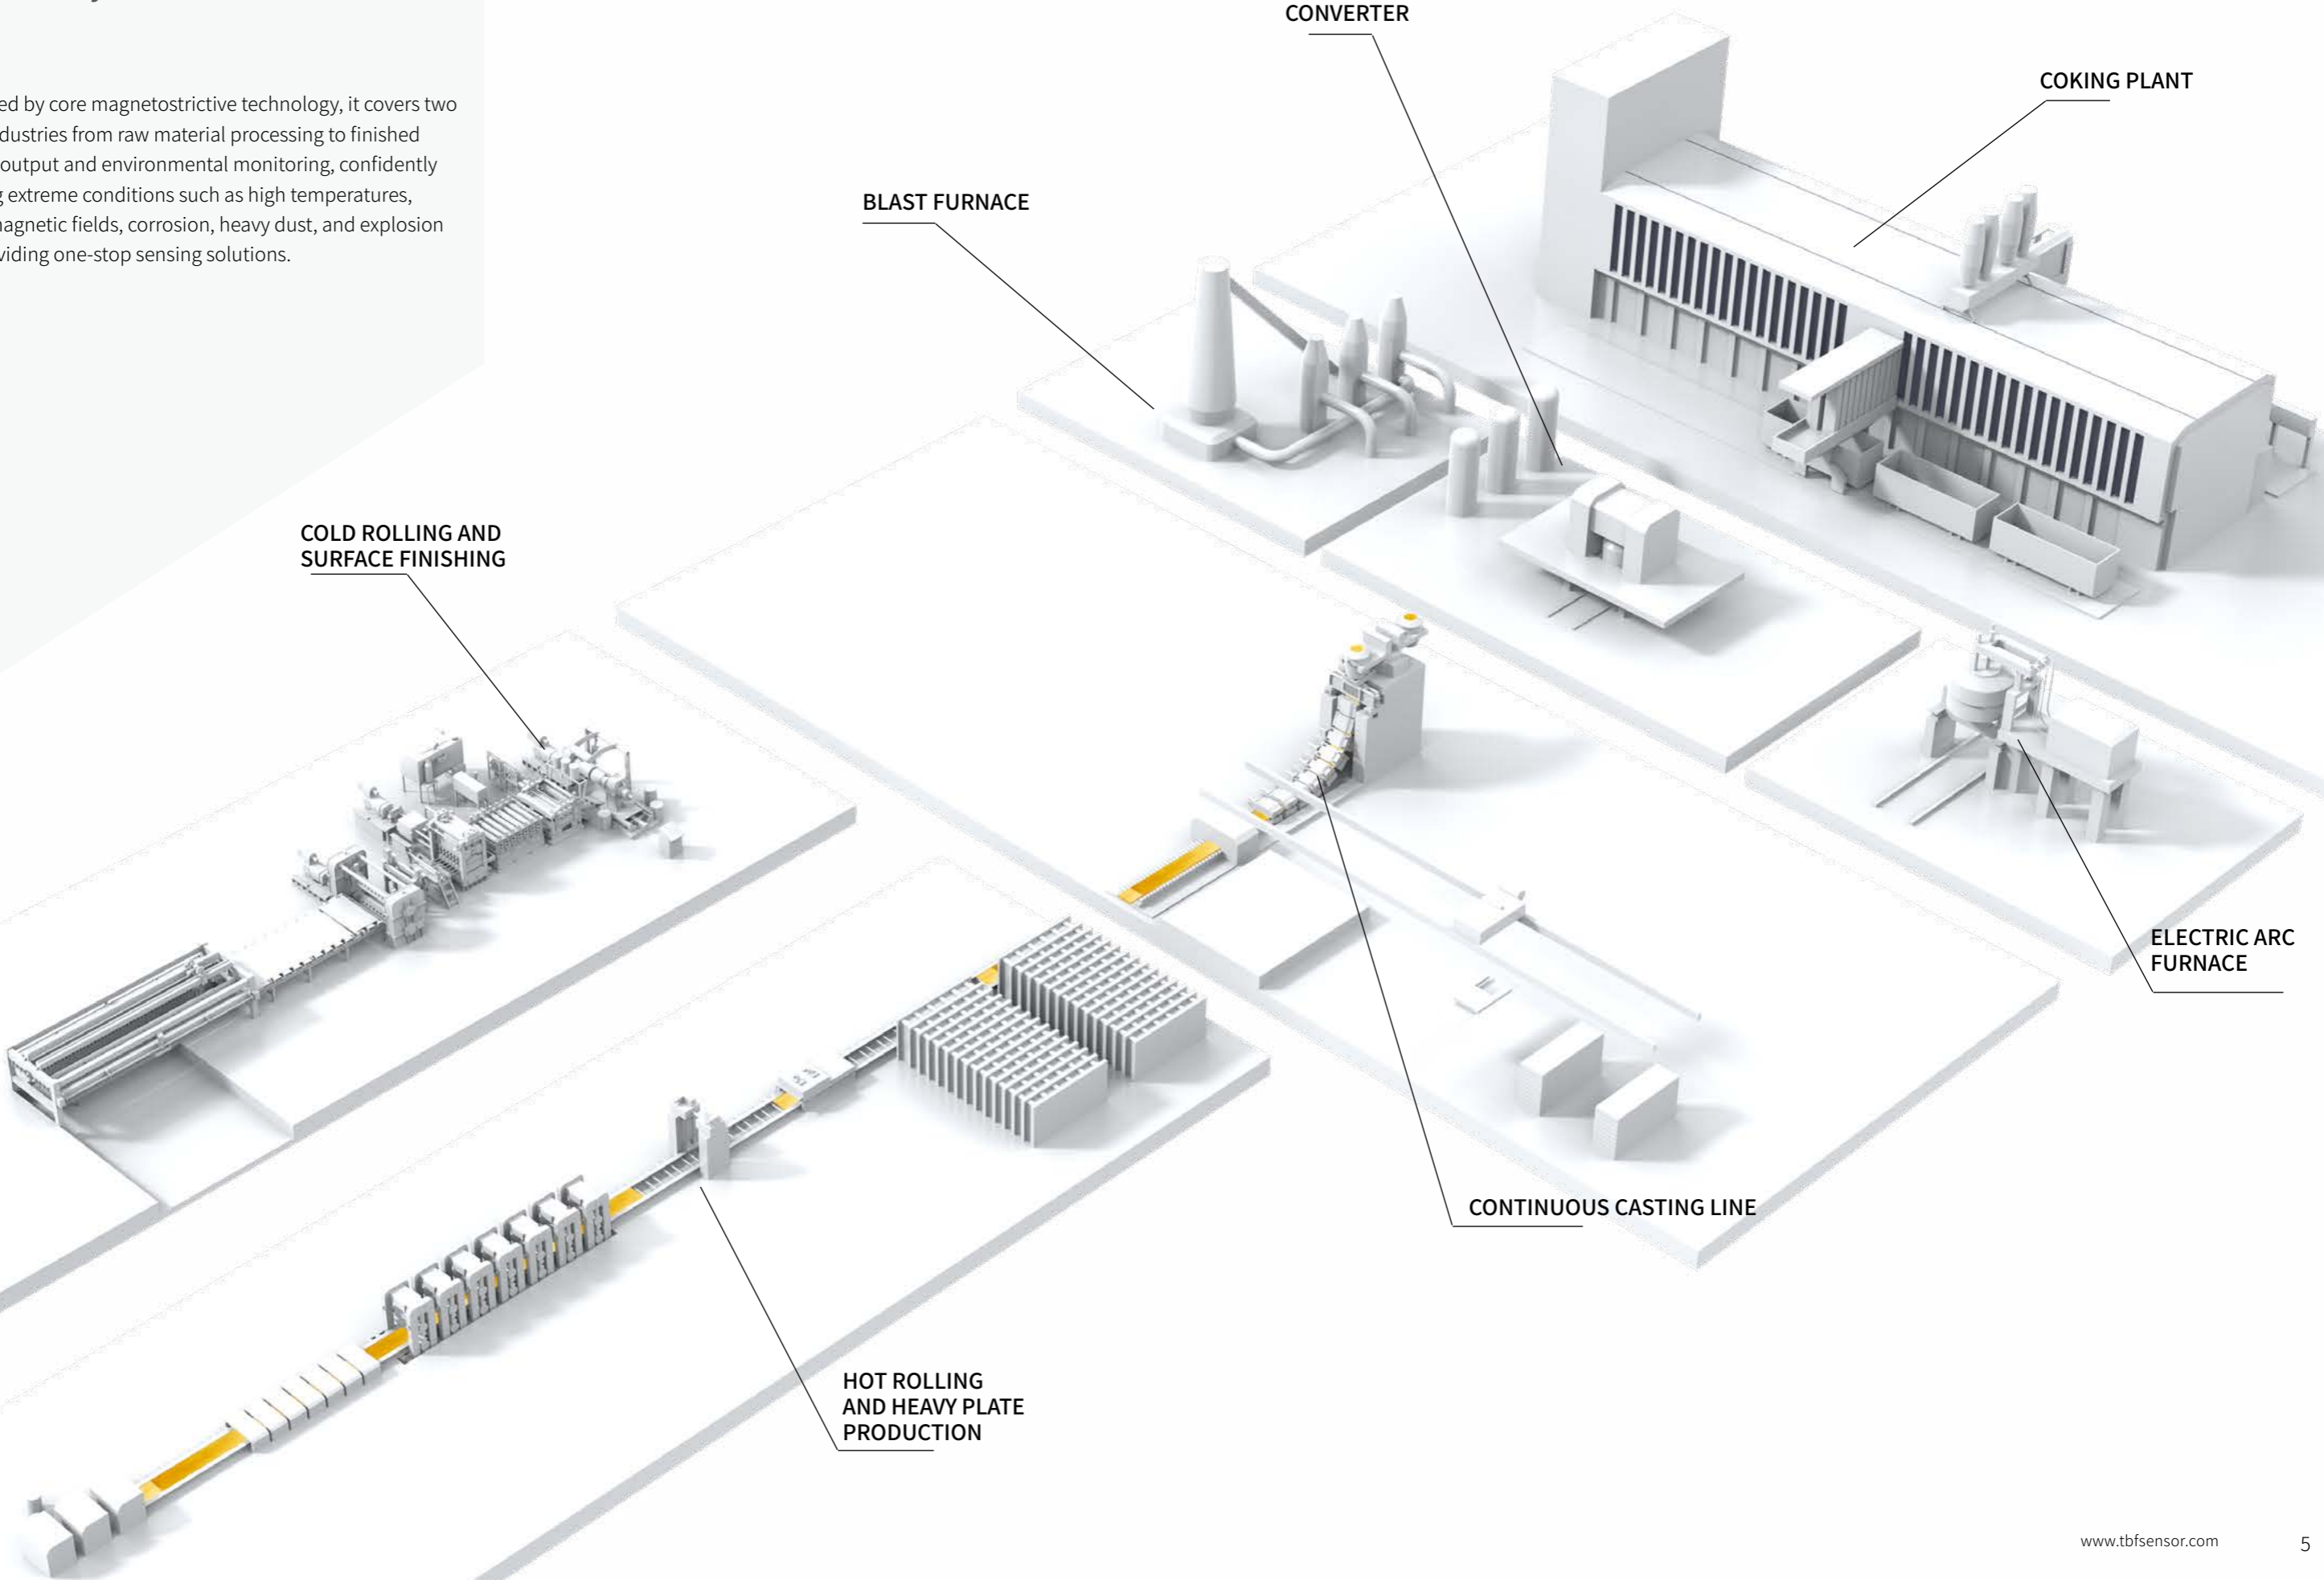 CONVERTER
COKING PLANT
ed by core magnetostrictive technology, it covers two
dustries from raw material processing to finished
output and environmental monitoring, confidently
g extreme conditions such as high temperatures,
nagnetic fields, corrosion, heavy dust, and explosion
viding one-stop sensing solutions.
BLAST FURNACE
COLD ROLLING AND
SURFACE FINISHING
ELECTRIC ARC
FURNACE
CONTINUOUS CASTING LINE
HOT ROLLING
AND HEAVY PLATE
PRODUCTION
www.tbfsensor.com
5